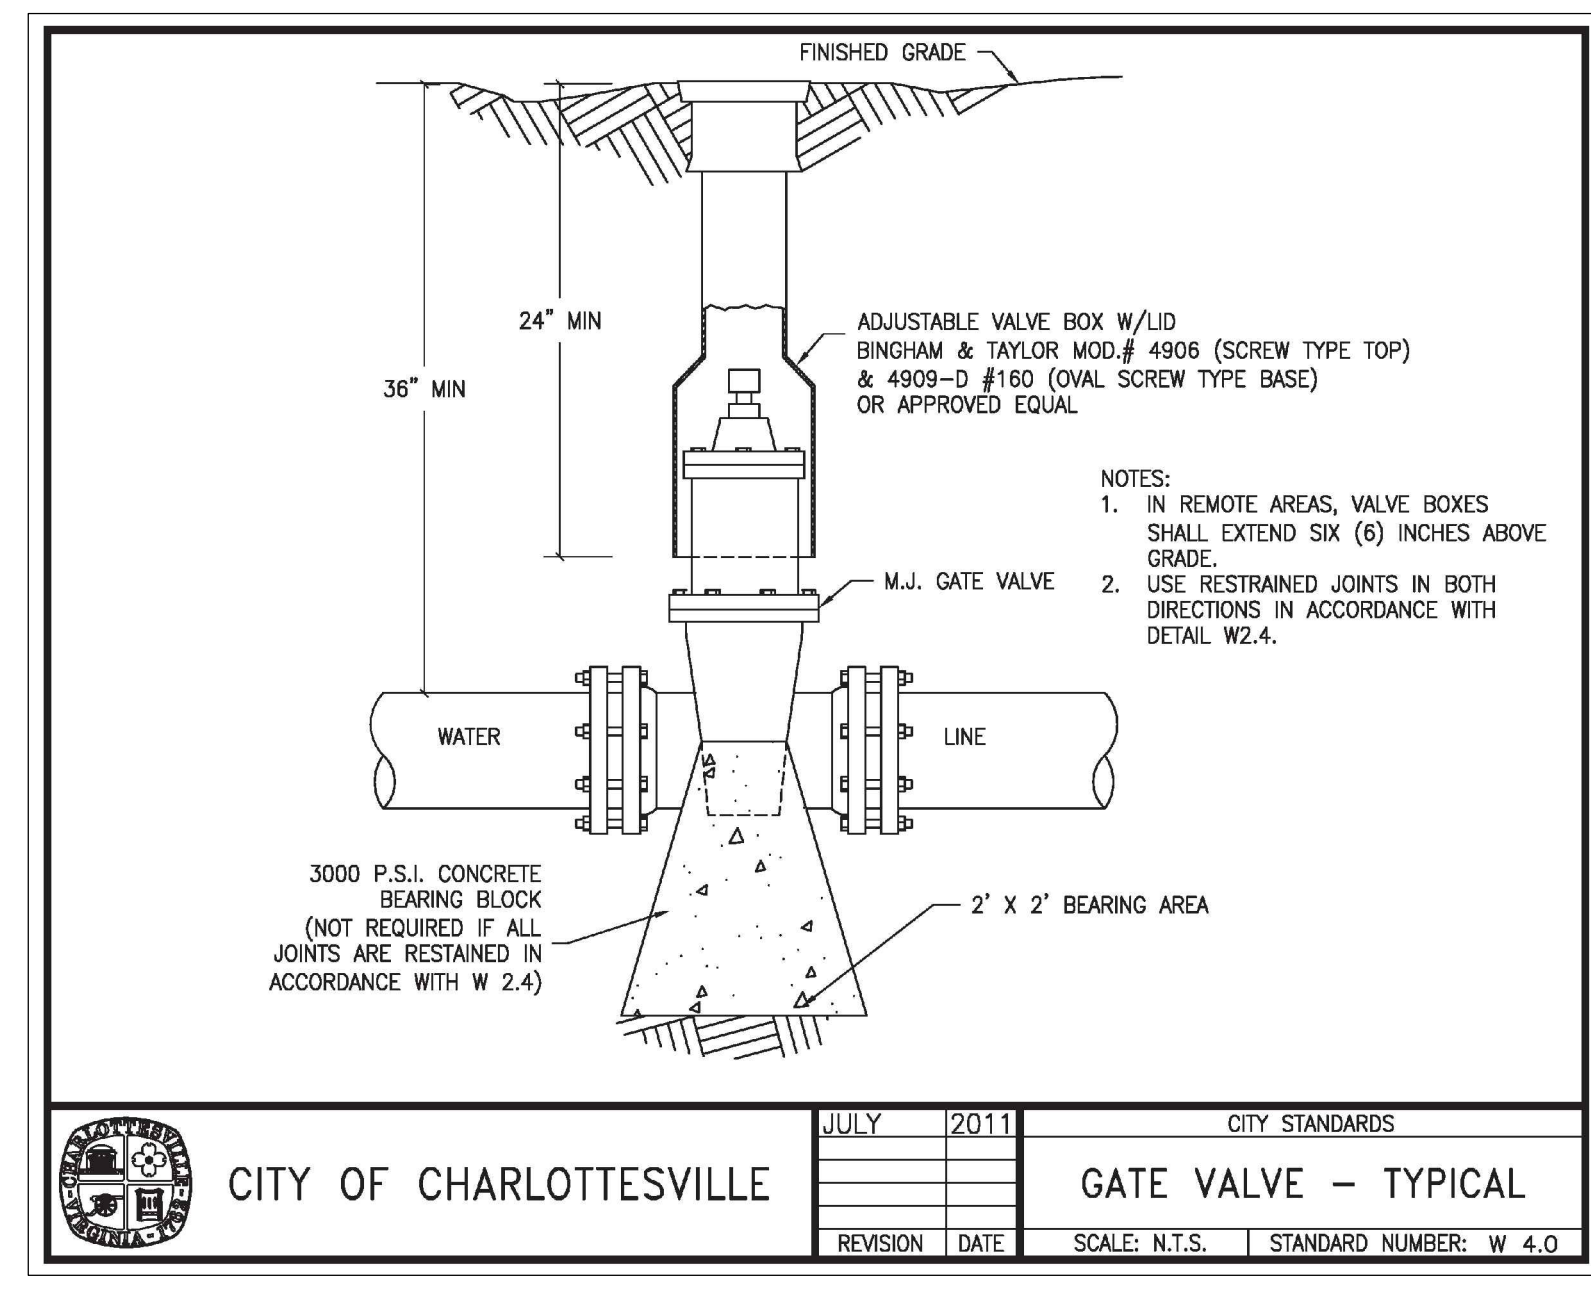 FINISHED GRADE
24" MIN
36" MIN
ADJUSTABLE VALVE BOX W/LID
BINGHAM & TAYLOR MOD.# 4906 (SCREW TYPE TOP)
& 4909-D #160 (OVAL SCREW TYPE BASE)
OR APPROVED EQUAL
NOTES:
1. IN REMOTE AREAS, VALVE BOXES
SHALL EXTEND SIX (6) INCHES ABOVE
GRADE.
2. USE RESTRAINED JOINTS IN BOTH
DIRECTIONS IN ACCORDANCE WITH
DETAIL W2.4.
M.J. GATE VALVE
WATER
LINE
3000 P.S.I. CONCRETE
BEARING BLOCK
(NOT REQUIRED IF ALL
JOINTS ARE RESTAINED IN
ACCORDANCE WITH W 2.4)
2' X 2' BEARING AREA
CHARLOTTESVILLE
VIRGINIA-1762
CITY OF CHARLOTTESVILLE
JULY 2011
REVISION DATE
CITY STANDARDS
GATE VALVE - TYPICAL
SCALE: N.T.S. STANDARD NUMBER: W 4.0